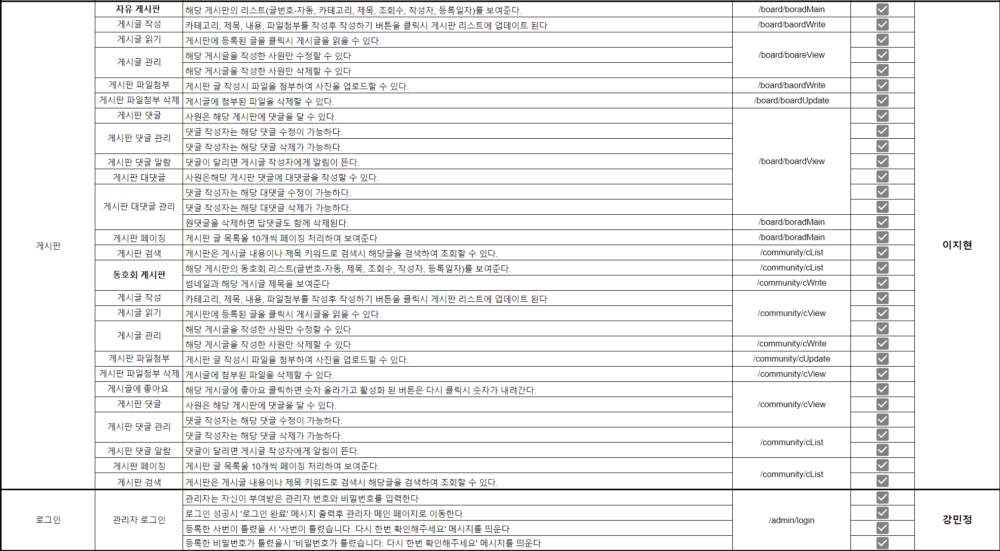 자유 게시판 해당 게시판의 리스트(글번호-자동, 카테고리, 제목, 조회수, 작성자, 등록일자)를 보여준다. /board/boradMain
게시글 작성 카테고리, 제목, 내용, 파일첨부를 작성후 작성하기 버튼을 클릭시 게시판 리스트에 업데이트 된다 /board/baordWrite
게시글 읽기 게시판에 등록된 글을 클릭시 게시글을 읽을 수 있다.
게시글 관리 해당 게시글을 작성한 사원만 수정할 수 있다 /board/boareView
해당 게시글을 작성한 사원만 삭제할 수 있다
게시판 파일첨부 게시판 글 작성시 파일을 첨부하여 사진을 업로드할 수 있다. /board/baordWrite
게시판 파일첨부 삭제 게시글에 첨부된 파일을 삭제할 수 있다. /board/boardUpdate
게시판 댓글 사원은 해당 게시판에 댓글을 달 수 있다.
게시판 댓글 관리 댓글 작성자는 해당 댓글 수정이 가능하다.
댓글 작성자는 해당 댓글 삭제가 가능하다.
게시판 댓글 알람 댓글이 달리면 게시글 작성자에게 알림이 뜬다. /board/boardView
게시판 대댓글 사원은해당 게시판 댓글에 대댓글을 작성할 수 있다.
댓글 작성자는 해당 대댓글 수정이 가능하다.
게시판 대댓글 관리 댓글 작성자는 해당 대댓글 삭제가 가능하다.
원댓글을 삭제하면 답댓글도 함께 삭제된다. /board/boradMain
게시판 페이징 게시판 글 목록을 10개씩 페이징 처리하여 보여준다. /board/boradMain
게시판 이지현
게시판 검색 게시판은 게시글 내용이나 제목 키워드로 검색시 해당글을 검색하여 조회할 수 있다. /community/cList
동호회 게시판 해당 게시판의 동호회 리스트(글번호-자동, 제목, 조회수, 작성자, 등록일자)를 보여준다. /community/cList
썸네일과 해당 게시글 제목을 보여준다 /community/cWrite
게시글 작성 카테고리, 제목, 내용, 파일첨부를 작성후 작성하기 버튼을 클릭시 게시판 리스트에 업데이트 된다
게시글 읽기 게시판에 등록된 글을 클릭시 게시글을 읽을 수 있다. /community/cView
게시글 관리 해당 게시글을 작성한 사원만 수정할 수 있다
해당 게시글을 작성한 사원만 삭제할 수 있다 /community/cWrite
게시판 파일첨부 게시판 글 작성시 파일을 첨부하여 사진을 업로드할 수 있다. /community/cUpdate
게시판 파일첨부 삭제 게시글에 첨부된 파일을 삭제할 수 있다. /community/cView
게시글에 좋아요 해당 게시글에 좋아요 클릭하면 숫자 올라가고 활성화 된 버튼은 다시 클릭시 숫자가 내려간다.
게시판 댓글 사원은 해당 게시판에 댓글을 달 수 있다. /community/cView
게시판 댓글 관리 댓글 작성자는 해당 댓글 수정이 가능하다.
댓글 작성자는 해당 댓글 삭제가 가능하다. /community/cList
게시판 댓글 알람 댓글이 달리면 게시글 작성자에게 알림이 뜬다.
게시판 페이징 게시판 글 목록을 10개씩 페이징 처리하여 보여준다. /community/cList
게시판 검색 게시판은 게시글 내용이나 제목 키워드로 검색시 해당글을 검색하여 조회할 수 있다.
관리자는 자신이 부여받은 관리자 번호와 비밀번호를 입력한다
로그인 성공시 '로그인 완료' 메시지 출력후 관리자 메인 페이지로 이동한다
로그인 관리자 로그인 /admin/login 강민정
등록한 사번이 틀렸을 시 '사번이 틀렸습니다. 다시 한번 확인해주세요' 메시지를 띄운다
등록한 비밀번호가 틀렸을시 '비밀번호가 틀렸습니다. 다시 한번 확인해주세요' 메시지를 띄운다